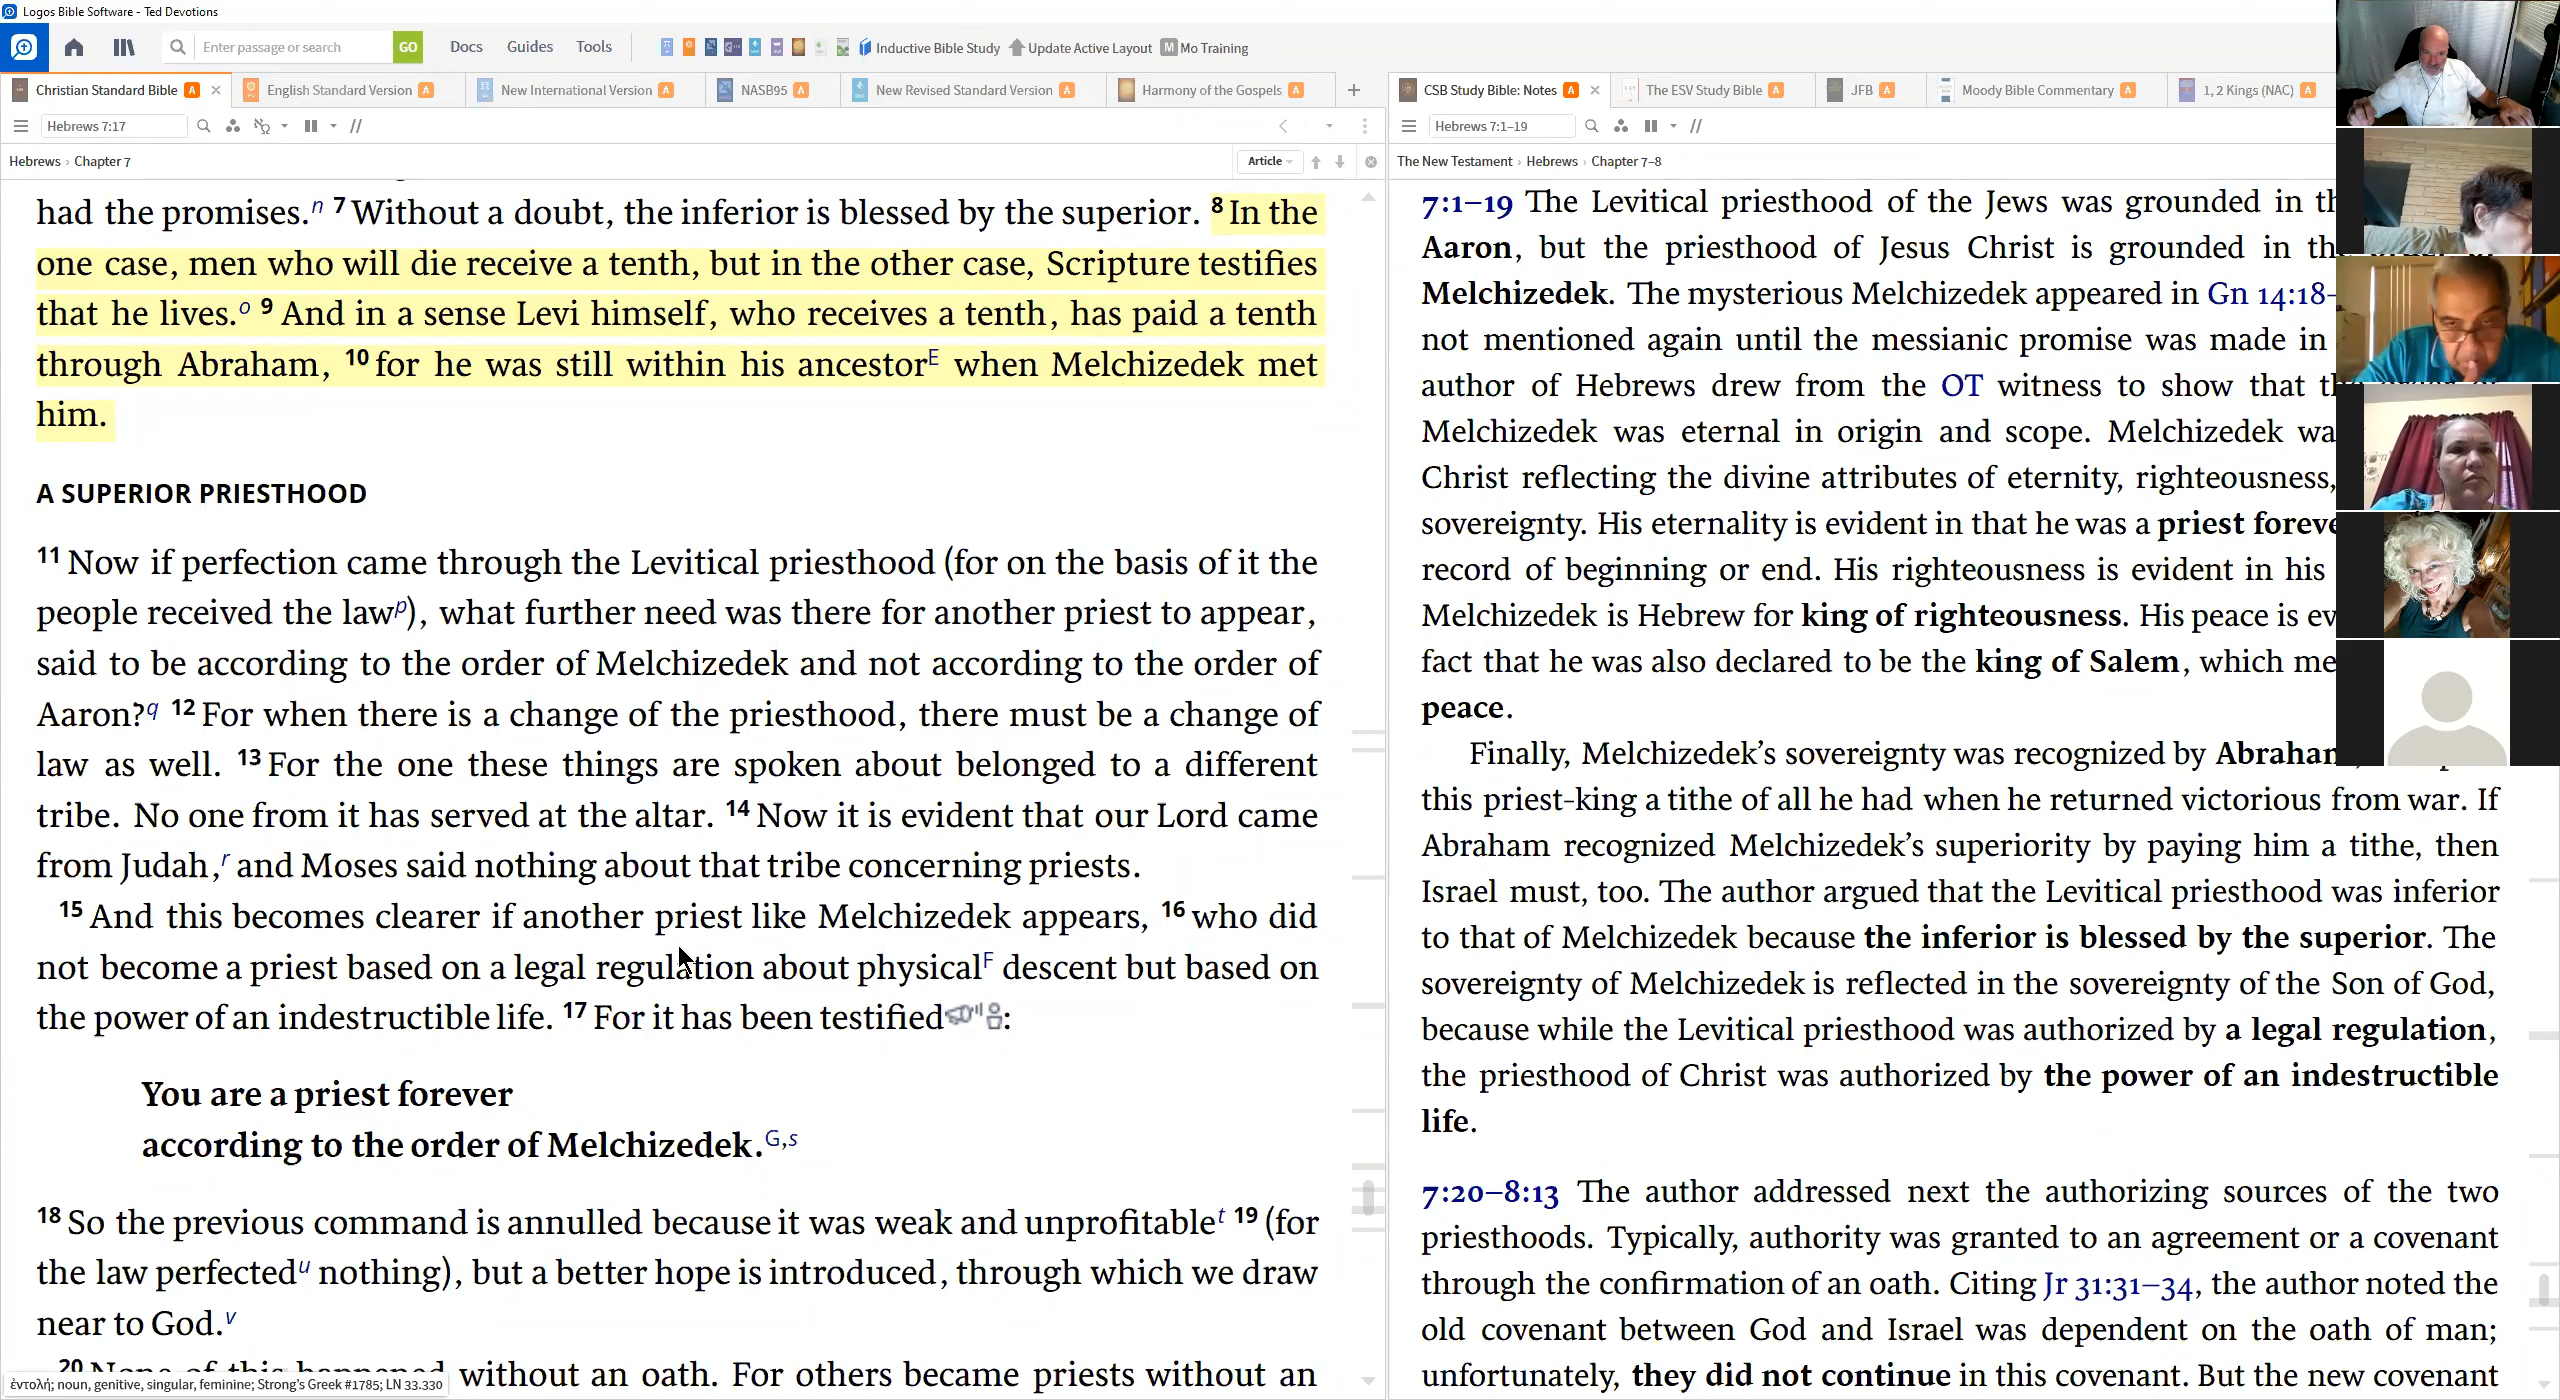 Logos Bible Software - Ted Devotions
Enter passage or search GO Docs Guides Tools Inductive Bible Study Update Active Layout M Mo Training
Christian Standard Bible A English Standard Version A New International Version A NASB95 A New Revised Standard Version A Harmony of the Gospels A
Hebrews 7:17
Hebrews › Chapter 7 Article
had the promises.n 7 Without a doubt, the inferior is blessed by the superior. 8 In the
one case, men who will die receive a tenth, but in the other case, Scripture testifies
that he lives.o 9 And in a sense Levi himself, who receives a tenth, has paid a tenth
through Abraham, 10 for he was still within his ancestorE when Melchizedek met
him.
A SUPERIOR PRIESTHOOD
11 Now if perfection came through the Levitical priesthood (for on the basis of it the
people received the lawp), what further need was there for another priest to appear,
said to be according to the order of Melchizedek and not according to the order of
Aaron?q 12 For when there is a change of the priesthood, there must be a change of
law as well. 13 For the one these things are spoken about belonged to a different
tribe. No one from it has served at the altar. 14 Now it is evident that our Lord came
from Judah,r and Moses said nothing about that tribe concerning priests.
15 And this becomes clearer if another priest like Melchizedek appears, 16 who did
not become a priest based on a legal regulation about physicalF descent but based on
the power of an indestructible life. 17 For it has been testified:
You are a priest forever
according to the order of Melchizedek.G,s
18 So the previous command is annulled because it was weak and unprofitablet 19 (for
the law perfectedu nothing), but a better hope is introduced, through which we draw
near to God.v
20 None of this happened without an oath. For others became priests without an
ἐντολή; noun, genitive, singular, feminine; Strong's Greek #1785; LN 33.330
CSB Study Bible: Notes A The ESV Study Bible A JFB A Moody Bible Commentary A 1, 2 Kings (NAC) A
Hebrews 7:1–19
The New Testament › Hebrews › Chapter 7–8
7:1–19 The Levitical priesthood of the Jews was grounded in
Aaron, but the priesthood of Jesus Christ is grounded in
Melchizedek. The mysterious Melchizedek appeared in Gn 14:18–
not mentioned again until the messianic promise was made in
author of Hebrews drew from the OT witness to show that
Melchizedek was eternal in origin and scope. Melchizedek
Christ reflecting the divine attributes of eternity, righteousness,
sovereignty. His eternality is evident in that he was a priest
record of beginning or end. His righteousness is evident in his
Melchizedek is Hebrew for king of righteousness. His peace is
fact that he was also declared to be the king of Salem, which
peace.
Finally, Melchizedek's sovereignty was recognized by
this priest-king a tithe of all he had when he returned victorious from war. If
Abraham recognized Melchizedek's superiority by paying him a tithe, then
Israel must, too. The author argued that the Levitical priesthood was inferior
to that of Melchizedek because the inferior is blessed by the superior. The
sovereignty of Melchizedek is reflected in the sovereignty of the Son of God,
because while the Levitical priesthood was authorized by a legal regulation,
the priesthood of Christ was authorized by the power of an indestructible
life.
7:20–8:13 The author addressed next the authorizing sources of the two
priesthoods. Typically, authority was granted to an agreement or a covenant
through the confirmation of an oath. Citing Jr 31:31–34, the author noted the
old covenant between God and Israel was dependent on the oath of man;
unfortunately, they did not continue in this covenant. But the new covenant